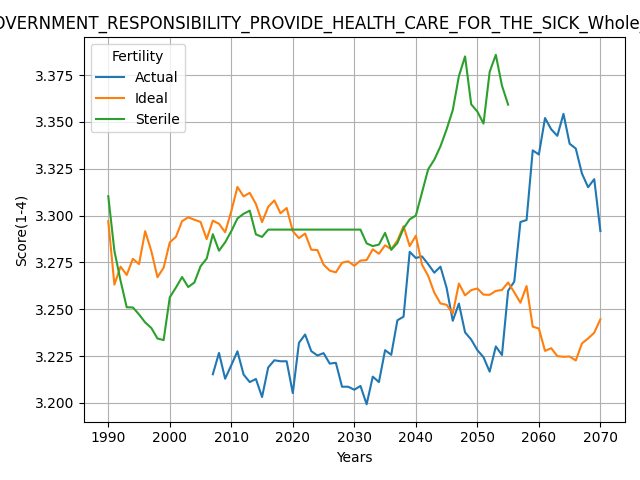 GOVERNMENT_RESPONSIBILITY_PROVIDE_HEALTH_CARE_FOR_THE_SICK_Whole_
Fertility
Actual
Ideal
Sterile
3.375
3.350
3.325
3.300
3.275
3.250
3.225
3.200
Score(1-4)
1990 2000 2010 2020 2030 2040 2050 2060 2070
Years